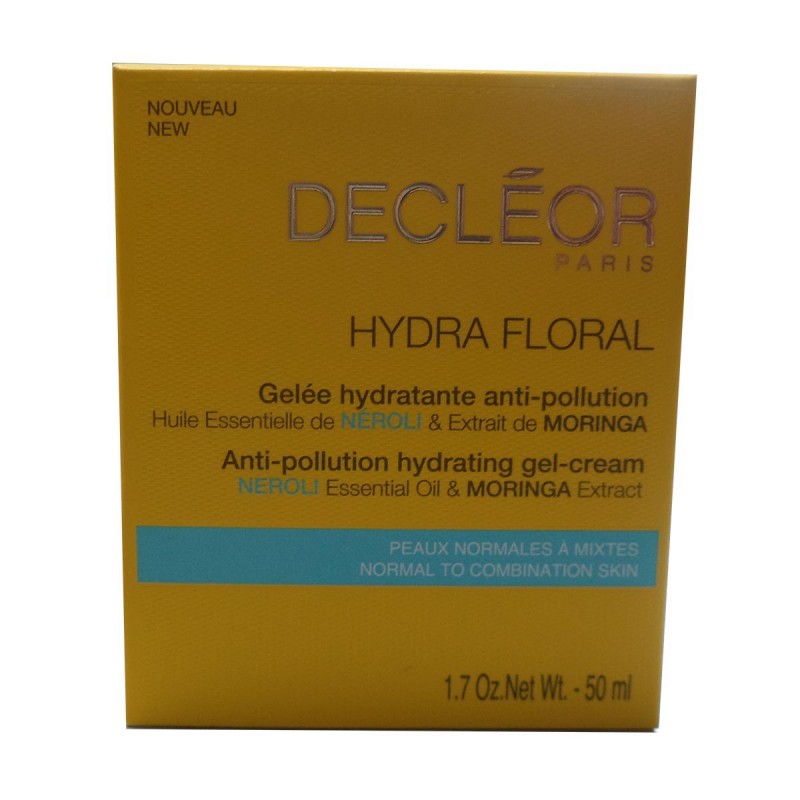 NOUVEAU
NEW
DECLÉOR
PARIS
HYDRA FLORAL
Gelée hydratante anti-pollution
Huile Essentielle de NÉROLI & Extrait de MORINGA
Anti-pollution hydrating gel-cream
NEROLI Essential Oil & MORINGA Extract
PEAUX NORMALES À MIXTES
NORMAL TO COMBINATION SKIN
1.7 Oz.Net Wt. - 50 ml